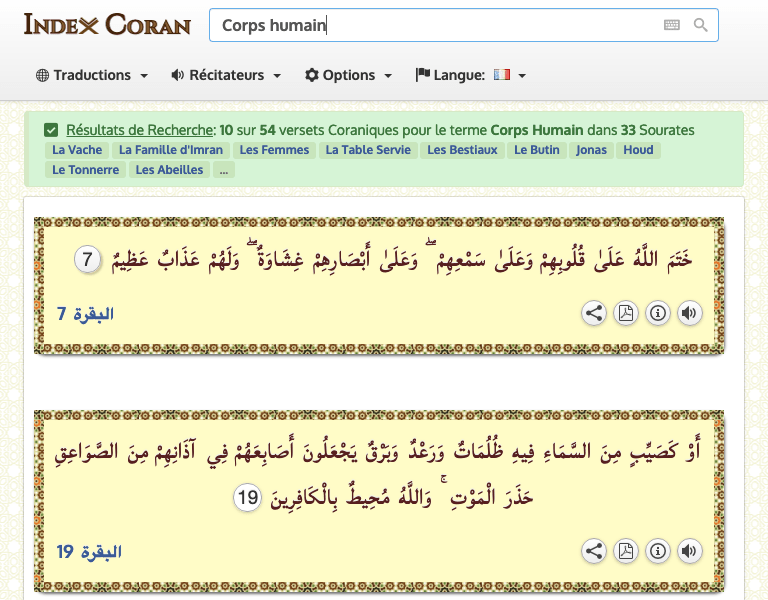 INDEX CORAN
Corps humain
Traductions Récitateurs Options Langue:
Résultats de Recherche: 10 sur 54 versets Coraniques pour le terme Corps Humain dans 33 Sourates
La Vache La Famille d'Imran Les Femmes La Table Servie Les Bestiaux Le Butin Jonas Houd
Le Tonnerre Les Abeilles ...
خَتَمَ اللَّهُ عَلَىٰ قُلُوبِهِمْ وَعَلَىٰ سَمْعِهِمْ ۖ وَعَلَىٰ أَبْصَارِهِمْ غِشَاوَةٌ ۖ وَلَهُمْ عَذَابٌ عَظِيمٌ 7
البقرة 7
أَوْ كَصَيِّبٍ مِنَ السَّمَاءِ فِيهِ ظُلُمَاتٌ وَرَعْدٌ وَبَرْقٌ يَجْعَلُونَ أَصَابِعَهُمْ فِي آذَانِهِمْ مِنَ الصَّوَاعِقِ
حَذَرَ الْمَوْتِ ۚ وَاللَّهُ مُحِيطٌ بِالْكَافِرِينَ 19
البقرة 19